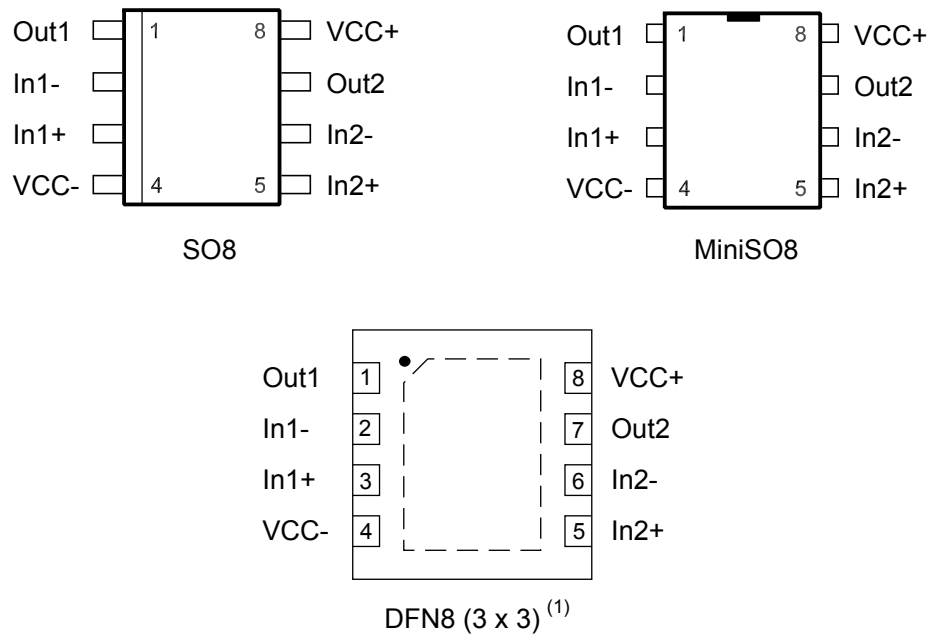 Out1 1 8 VCC+
In1- Out2
In1+ In2-
VCC- 4 5 In2+
SO8
Out1 1 8 VCC+
In1- Out2
In1+ In2-
VCC- 4 5 In2+
MiniSO8
Out1 1 8 VCC+
In1- 2 7 Out2
In1+ 3 6 In2-
VCC- 4 5 In2+
DFN8 (3 x 3) (1)